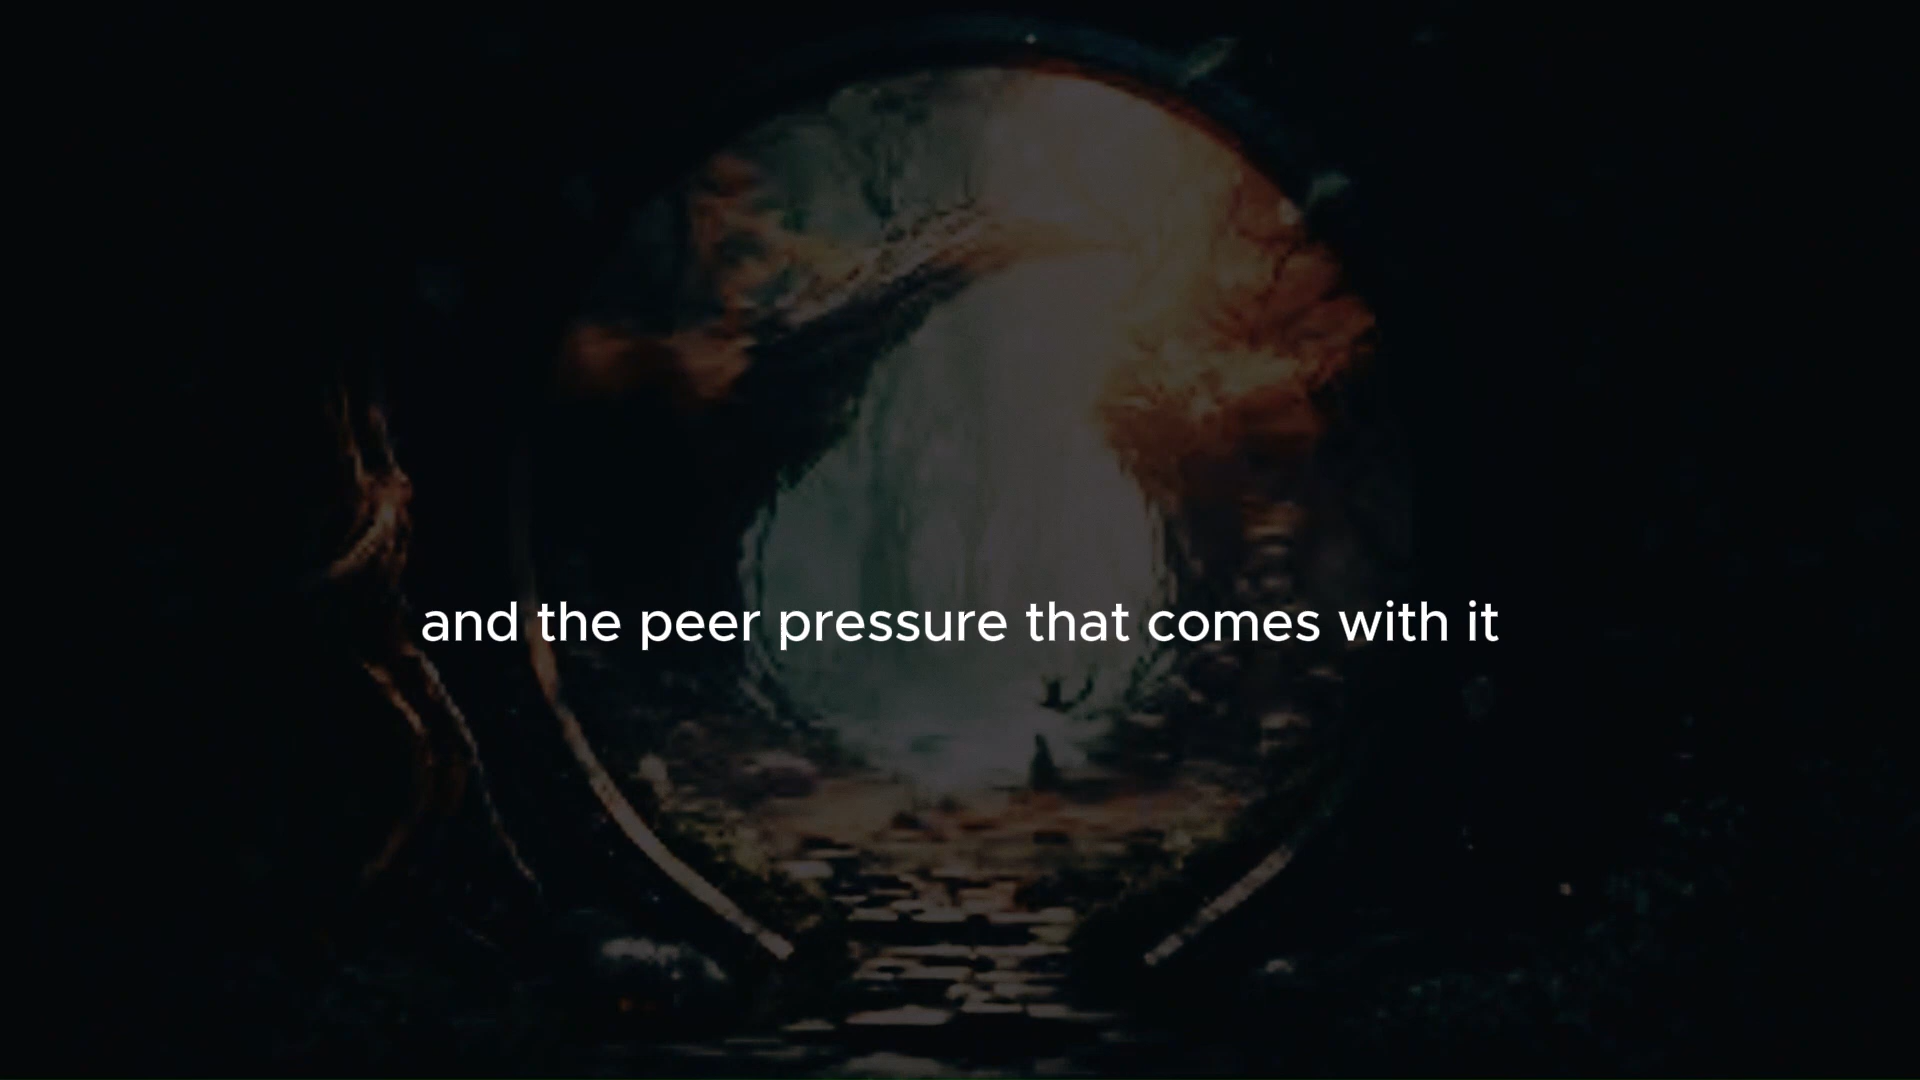 and the peer pressure that comes with it